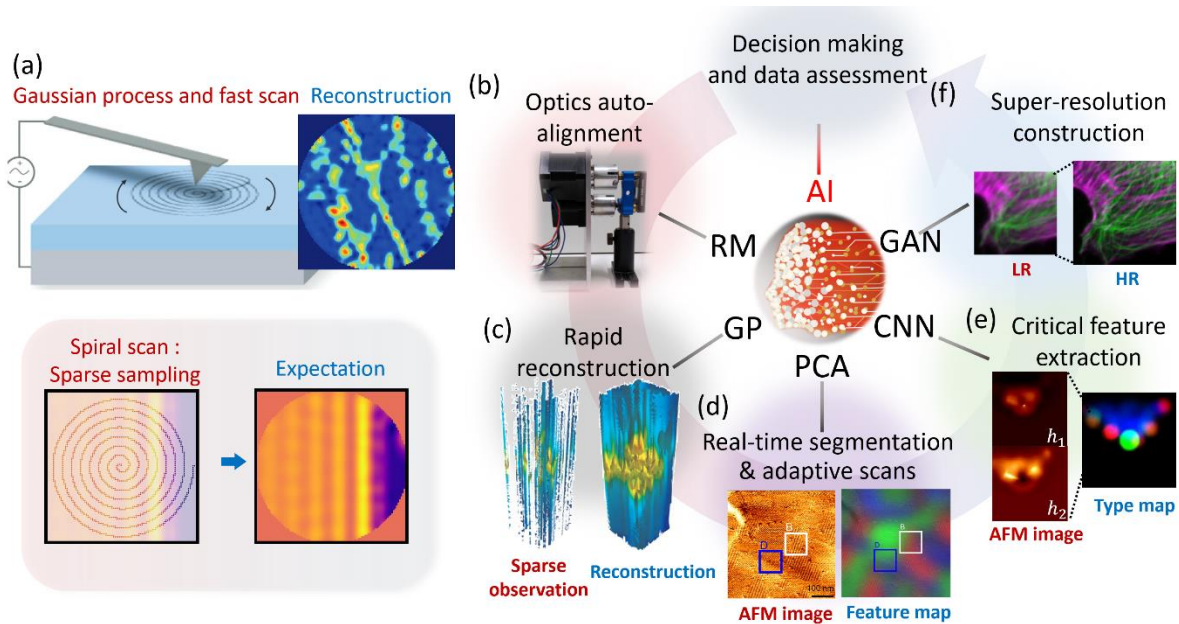 (a)
Gaussian process and fast scan
Reconstruction
Spiral scan :
Sparse sampling
Expectation
Decision making
and data assessment
AI
RM
GAN
GP
CNN
PCA
(b)
Optics auto-
alignment
(c)
Rapid
reconstruction
Sparse
observation
Reconstruction
(d)
Real-time segmentation
& adaptive scans
B
D
100 nm
AFM image
B
D
Feature map
(e)
Critical feature
extraction
h1
h2
AFM image
Type map
(f)
Super-resolution
construction
LR
HR